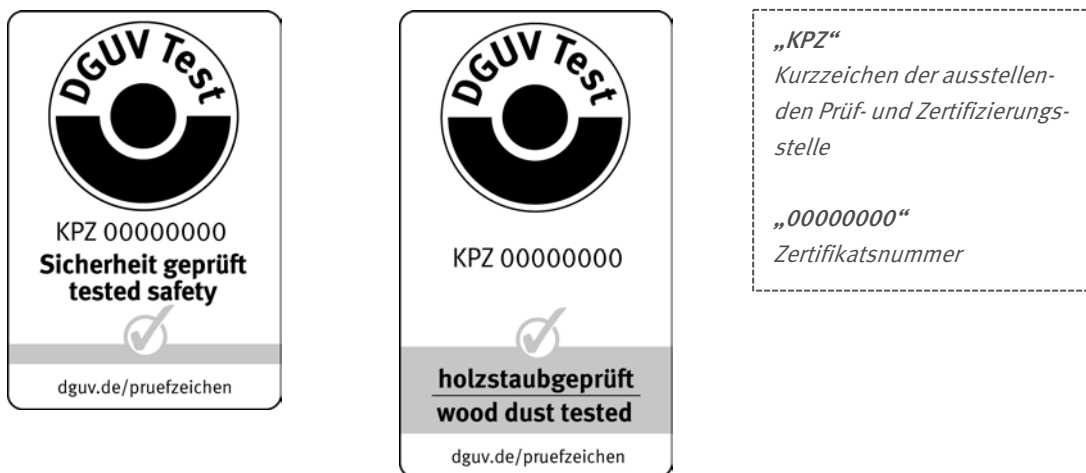 DGUV Test
KPZ 00000000
Sicherheit geprüft
tested safety
dguv.de/pruefzeichen
DGUV Test
KPZ 00000000
holzstaubgeprüft
wood dust tested
dguv.de/pruefzeichen
„KPZ“
Kurzzeichen der ausstellen-
den Prüf- und Zertifizierungs-
stelle
„00000000“
Zertifikatsnummer